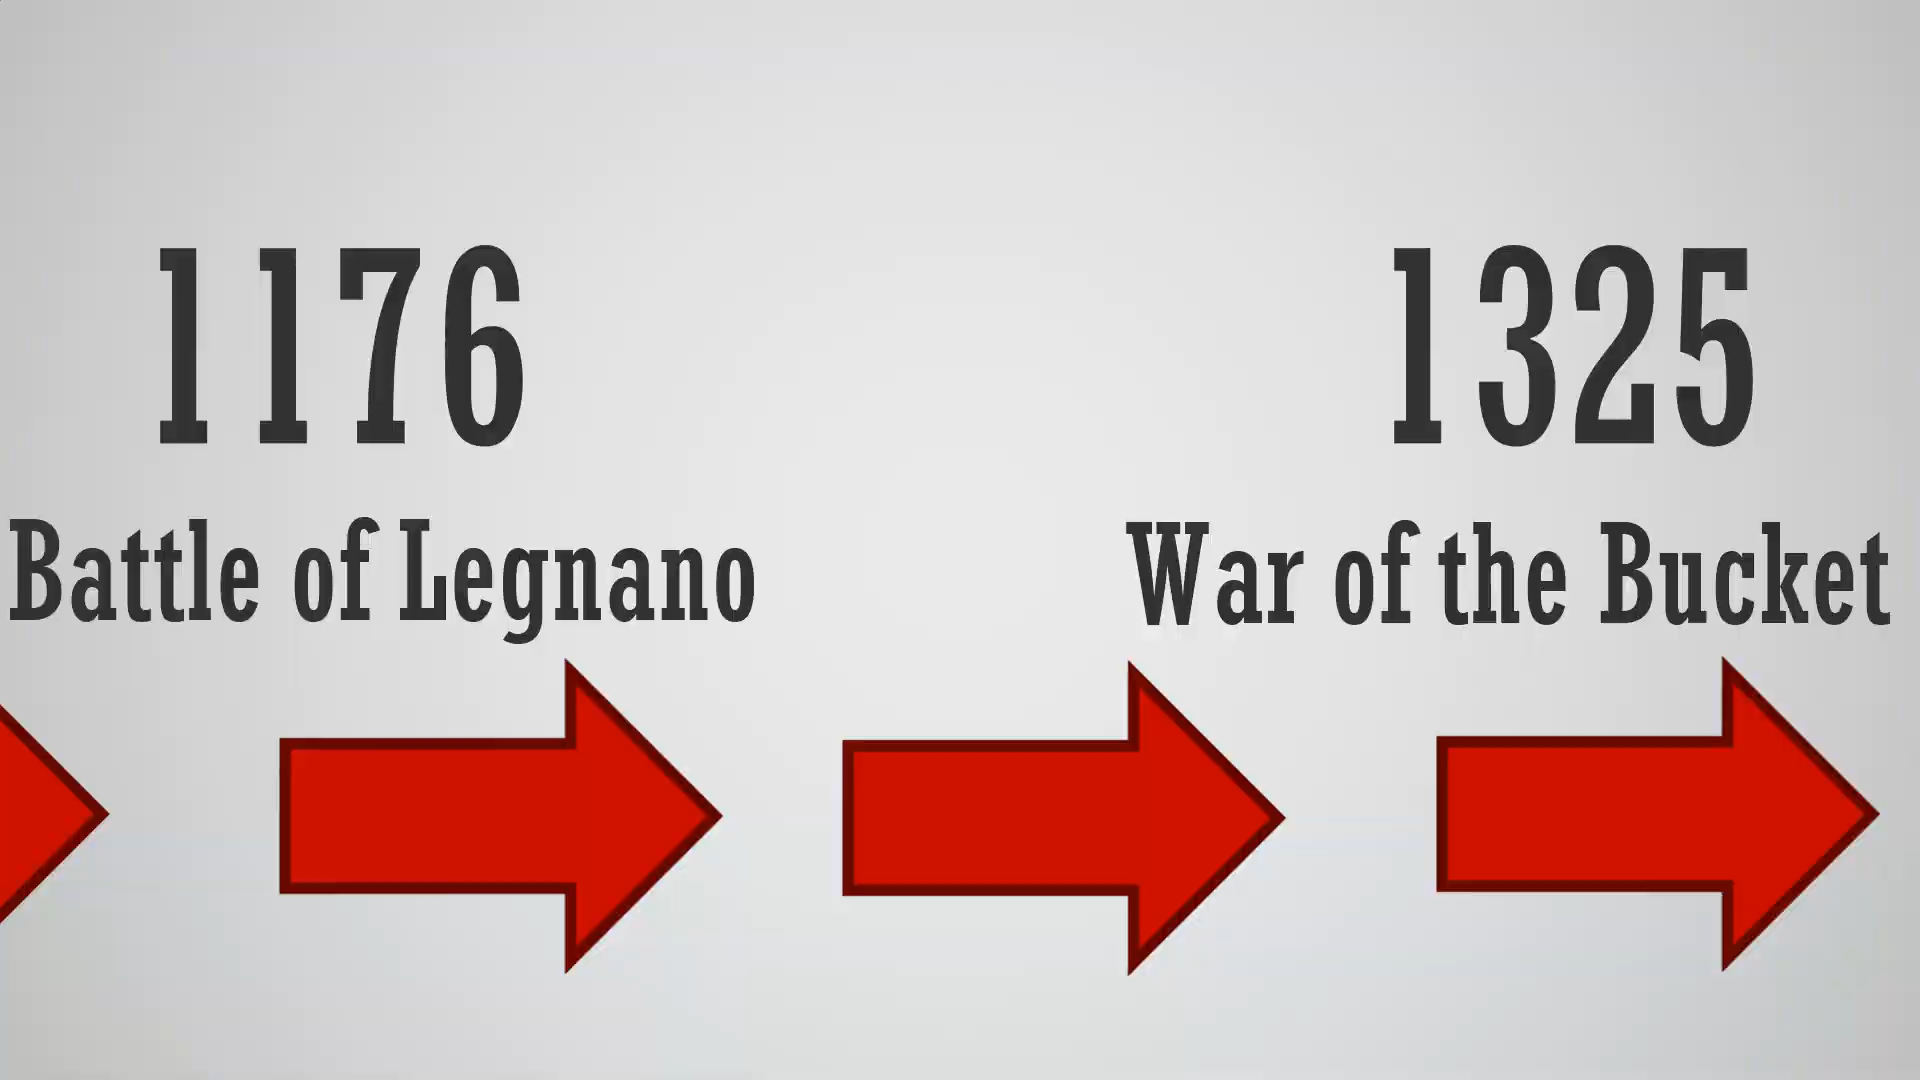 1176
Battle of Legnano
1325
War of the Bucket